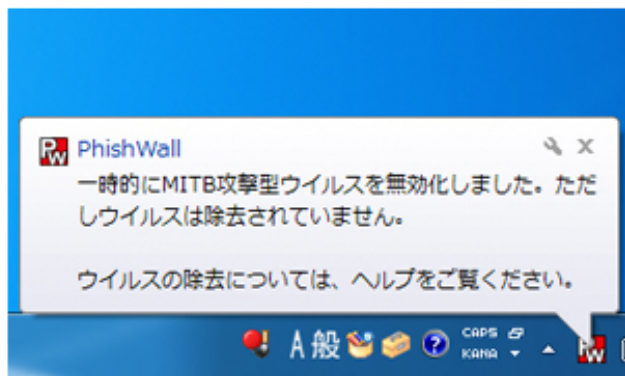 PhishWall
一時的にMITB攻撃型ウイルスを無効化しました。ただ
しウイルスは除去されていません。
ウイルスの除去については、ヘルプをご覧ください。
A 般 CAPS
KANA